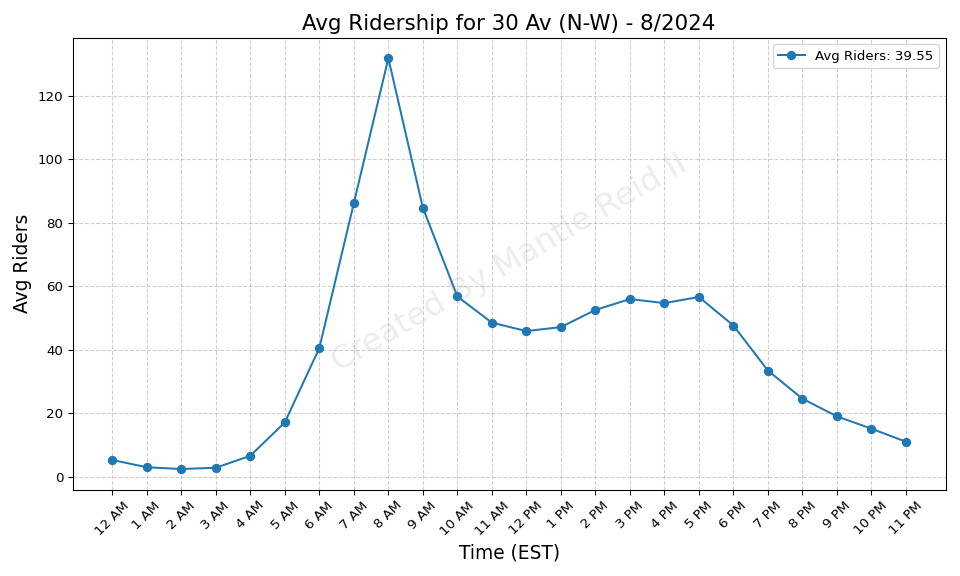 Avg Ridership for 30 Av (N-W) - 8/2024
Avg Riders: 39.55
Avg Riders
120
100
80
60
40
20
0
Created By Mantle Reid II
12 AM
1 AM
2 AM
3 AM
4 AM
5 AM
6 AM
7 AM
8 AM
9 AM
10 AM
11 AM
12 PM
1 PM
2 PM
3 PM
4 PM
5 PM
6 PM
7 PM
8 PM
9 PM
10 PM
11 PM
Time (EST)